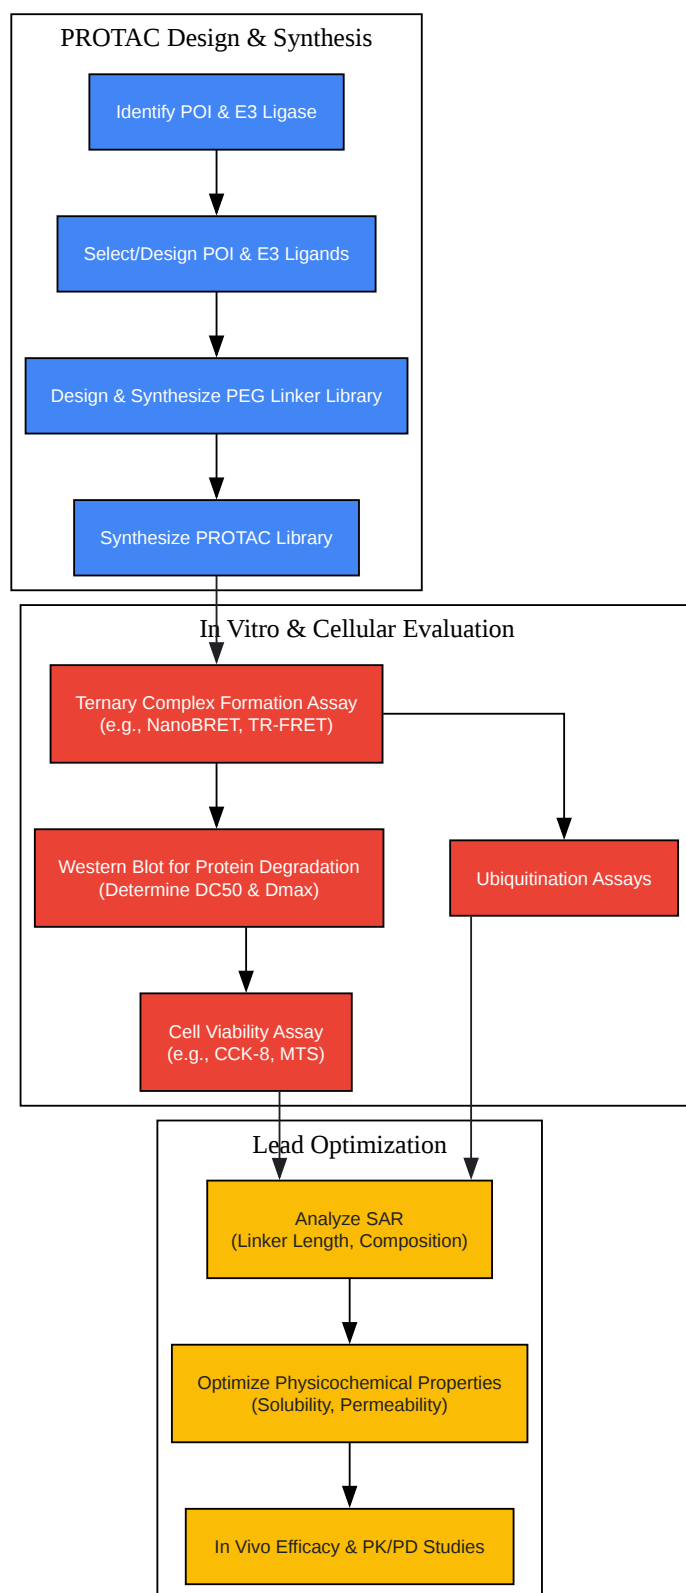 PROTAC Design & Synthesis
Identify POI & E3 Ligase
Select/Design POI & E3 Ligands
Design & Synthesize PEG Linker Library
Synthesize PROTAC Library
In Vitro & Cellular Evaluation
Ternary Complex Formation Assay
(e.g., NanoBRET, TR-FRET)
Western Blot for Protein Degradation
(Determine DC50 & Dmax)
Ubiquitination Assays
Cell Viability Assay
(e.g., CCK-8, MTS)
Lead Optimization
Analyze SAR
(Linker Length, Composition)
Optimize Physicochemical Properties
(Solubility, Permeability)
In Vivo Efficacy & PK/PD Studies